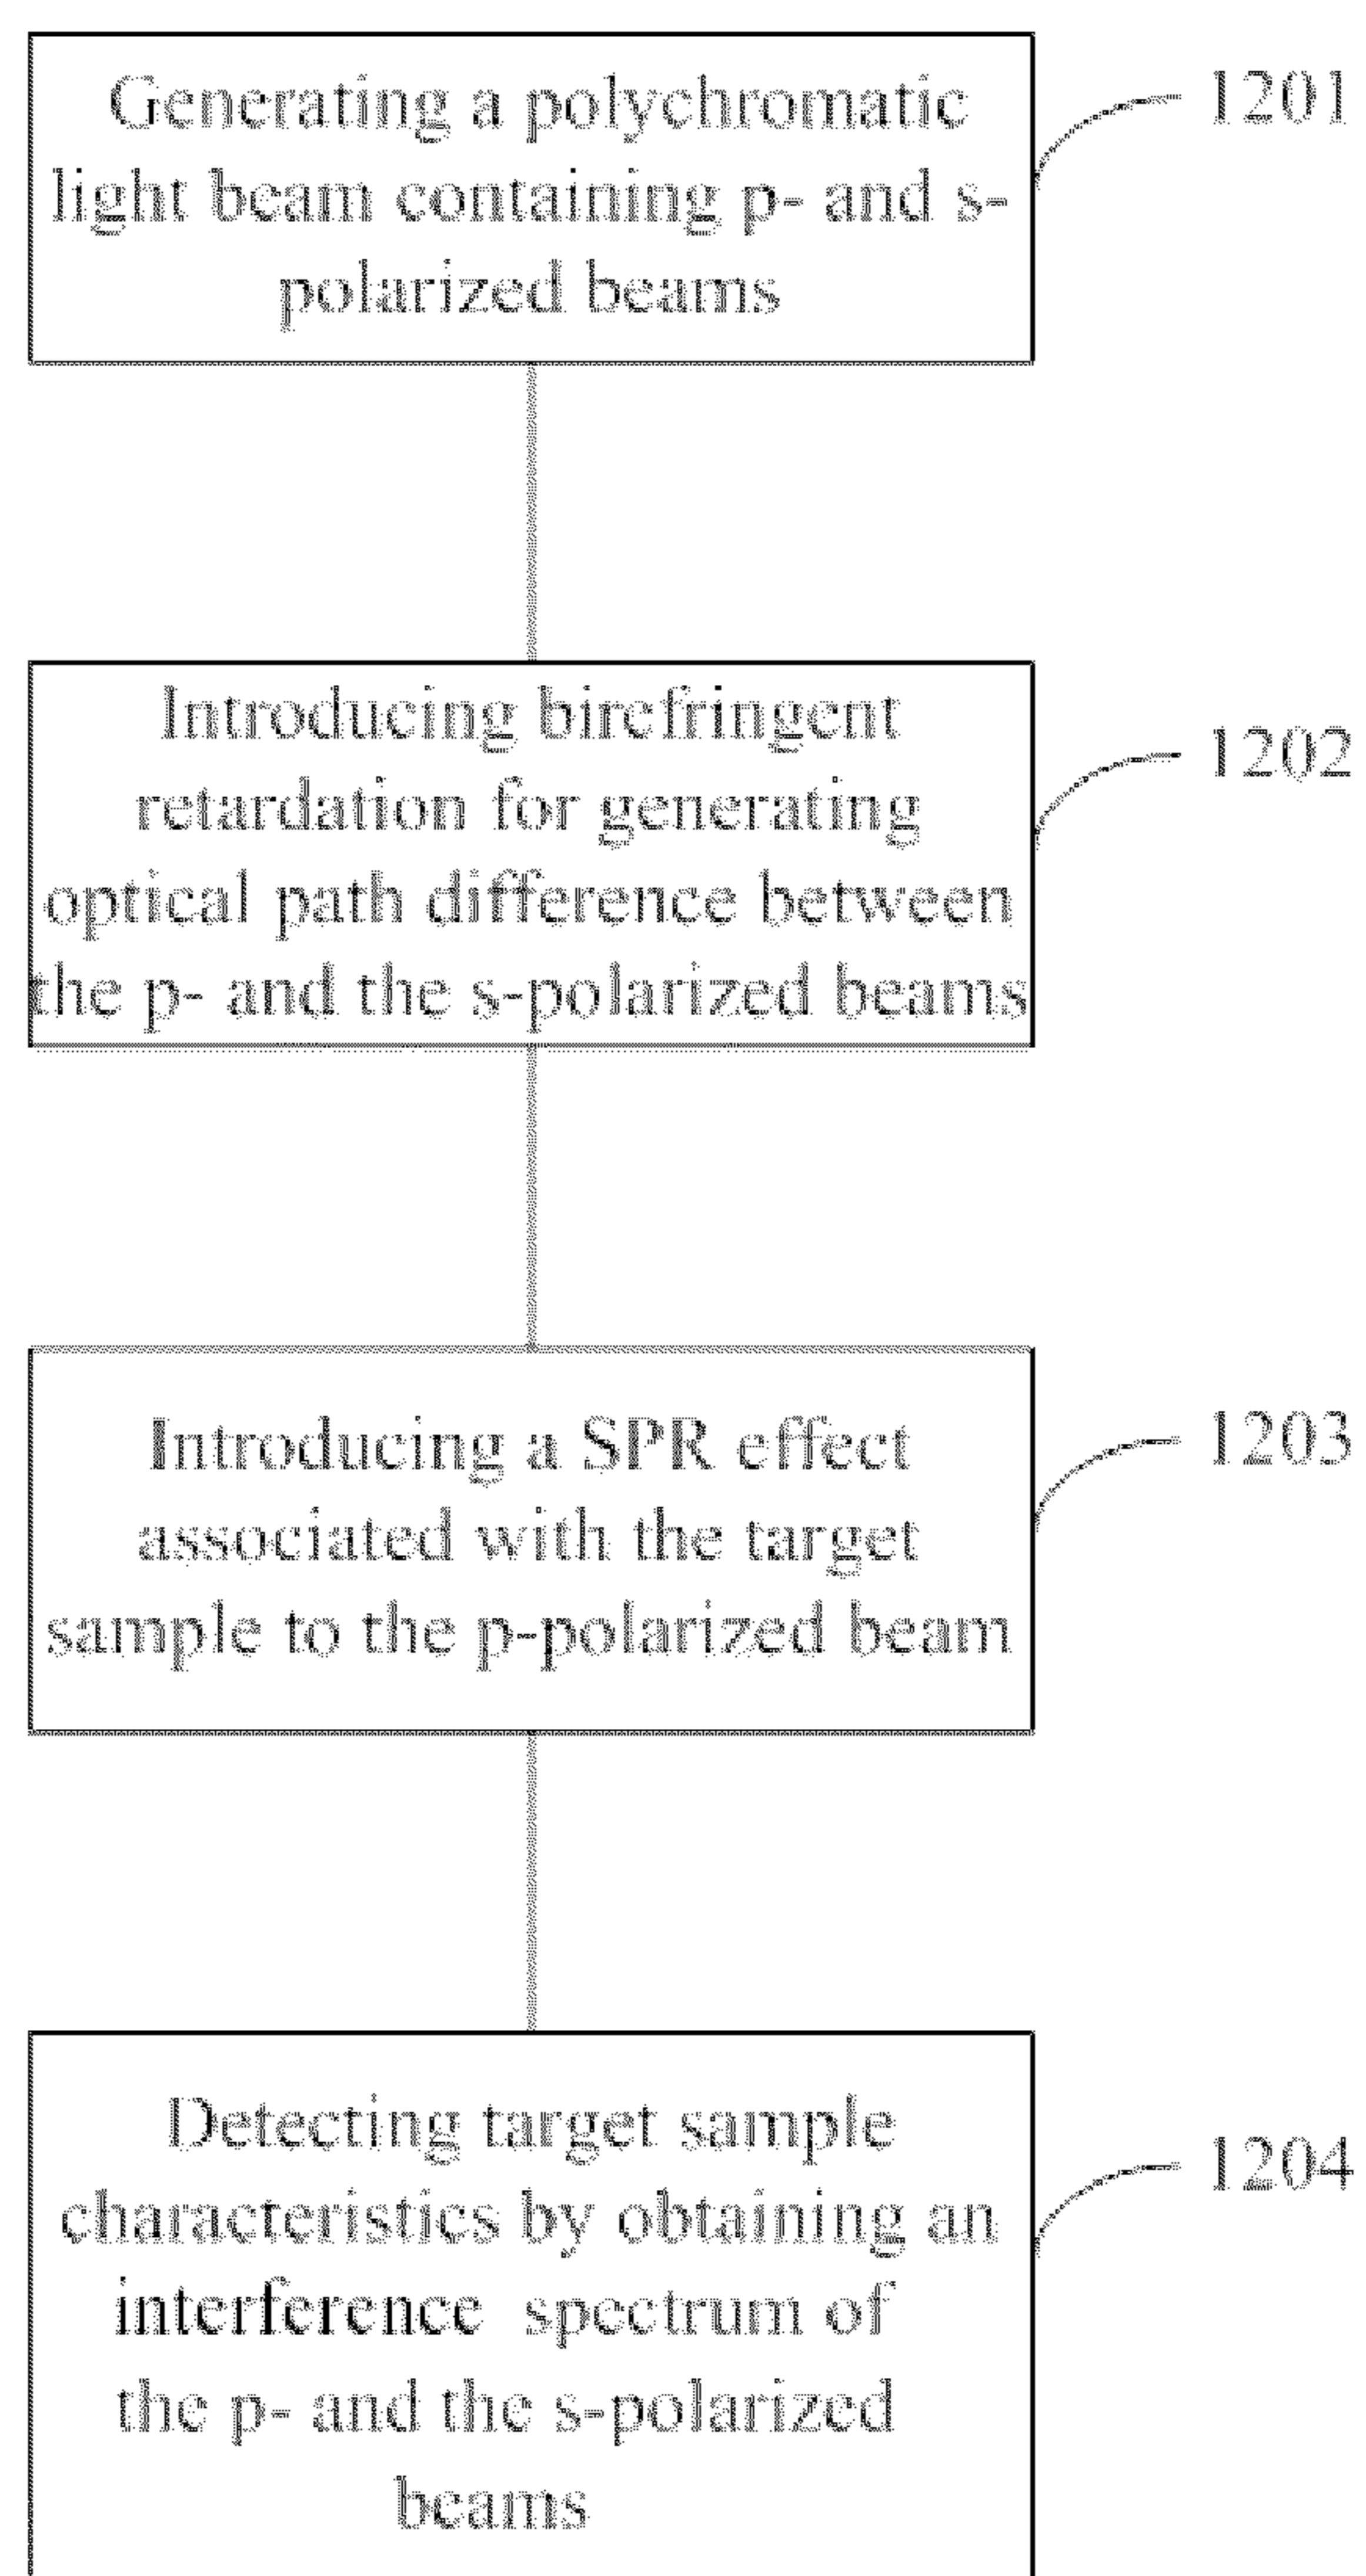 Generating a polychromatic
light beam containing p- and s-
polarized beams
1201
Introducing birefringent
retardation for generating
optical path difference between
the p- and the s-polarized beams
1202
Introducing a SPR effect
associated with the target
sample to the p-polarized beam
1203
Detecting target sample
characteristics by obtaining an
interference spectrum of
the p- and the s-polarized
beams
1204